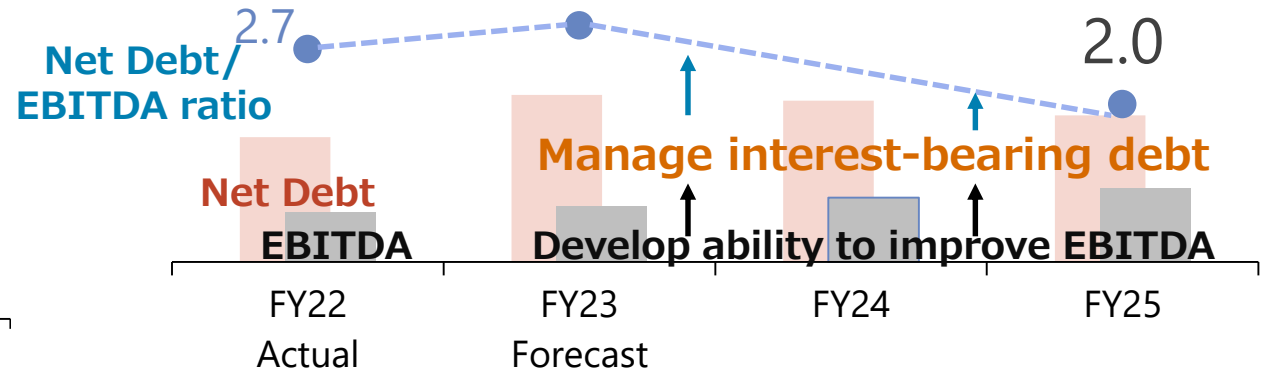 2.7
2.0
Net Debt/
EBITDA ratio
Manage interest-bearing debt
Net Debt
EBITDA
Develop ability to improve EBITDA
FY22
FY23
FY24
FY25
Actual
Forecast